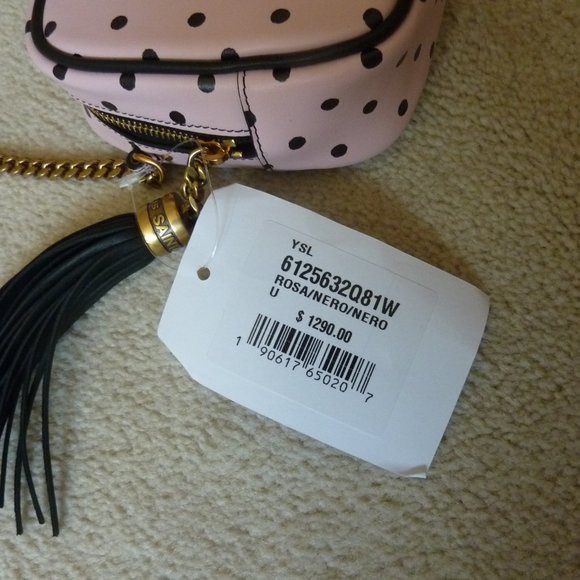 YSL
6125632Q81W
ROSA/NERO/NERO
U
$ 1290.00
1 90617 65020 7